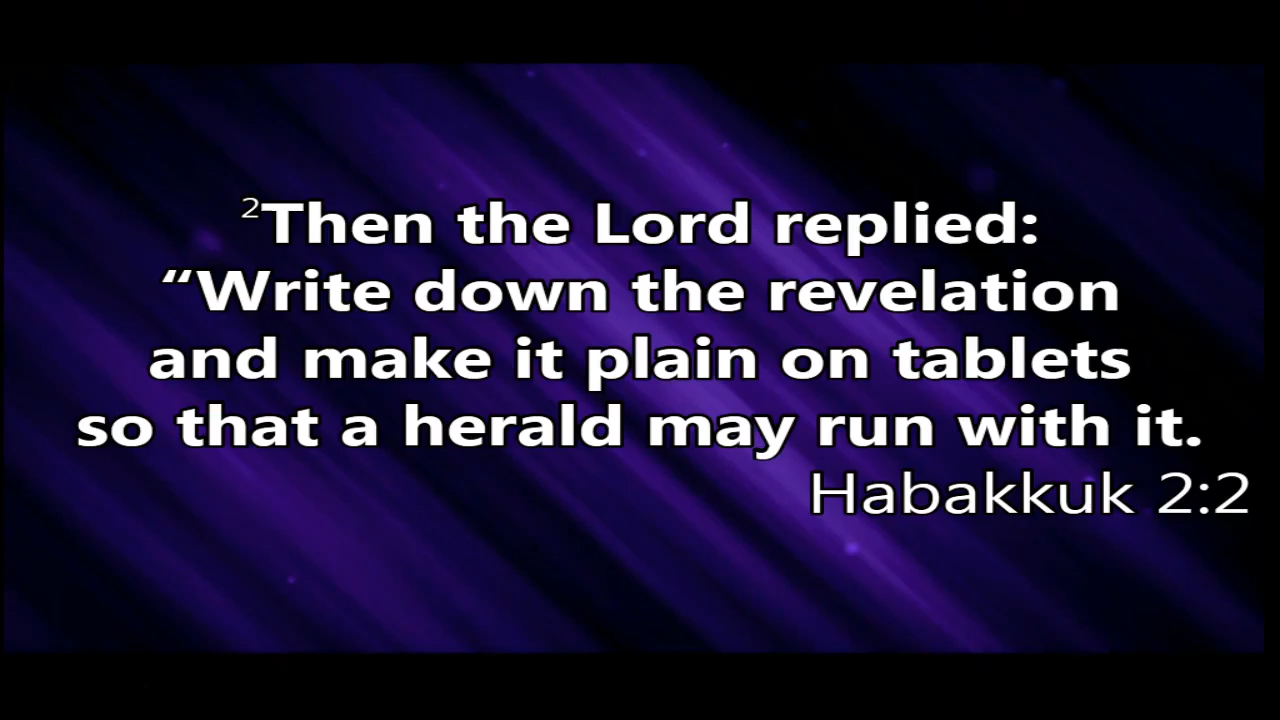 ²Then the Lord replied:
“Write down the revelation
and make it plain on tablets
so that a herald may run with it.
Habakkuk 2:2